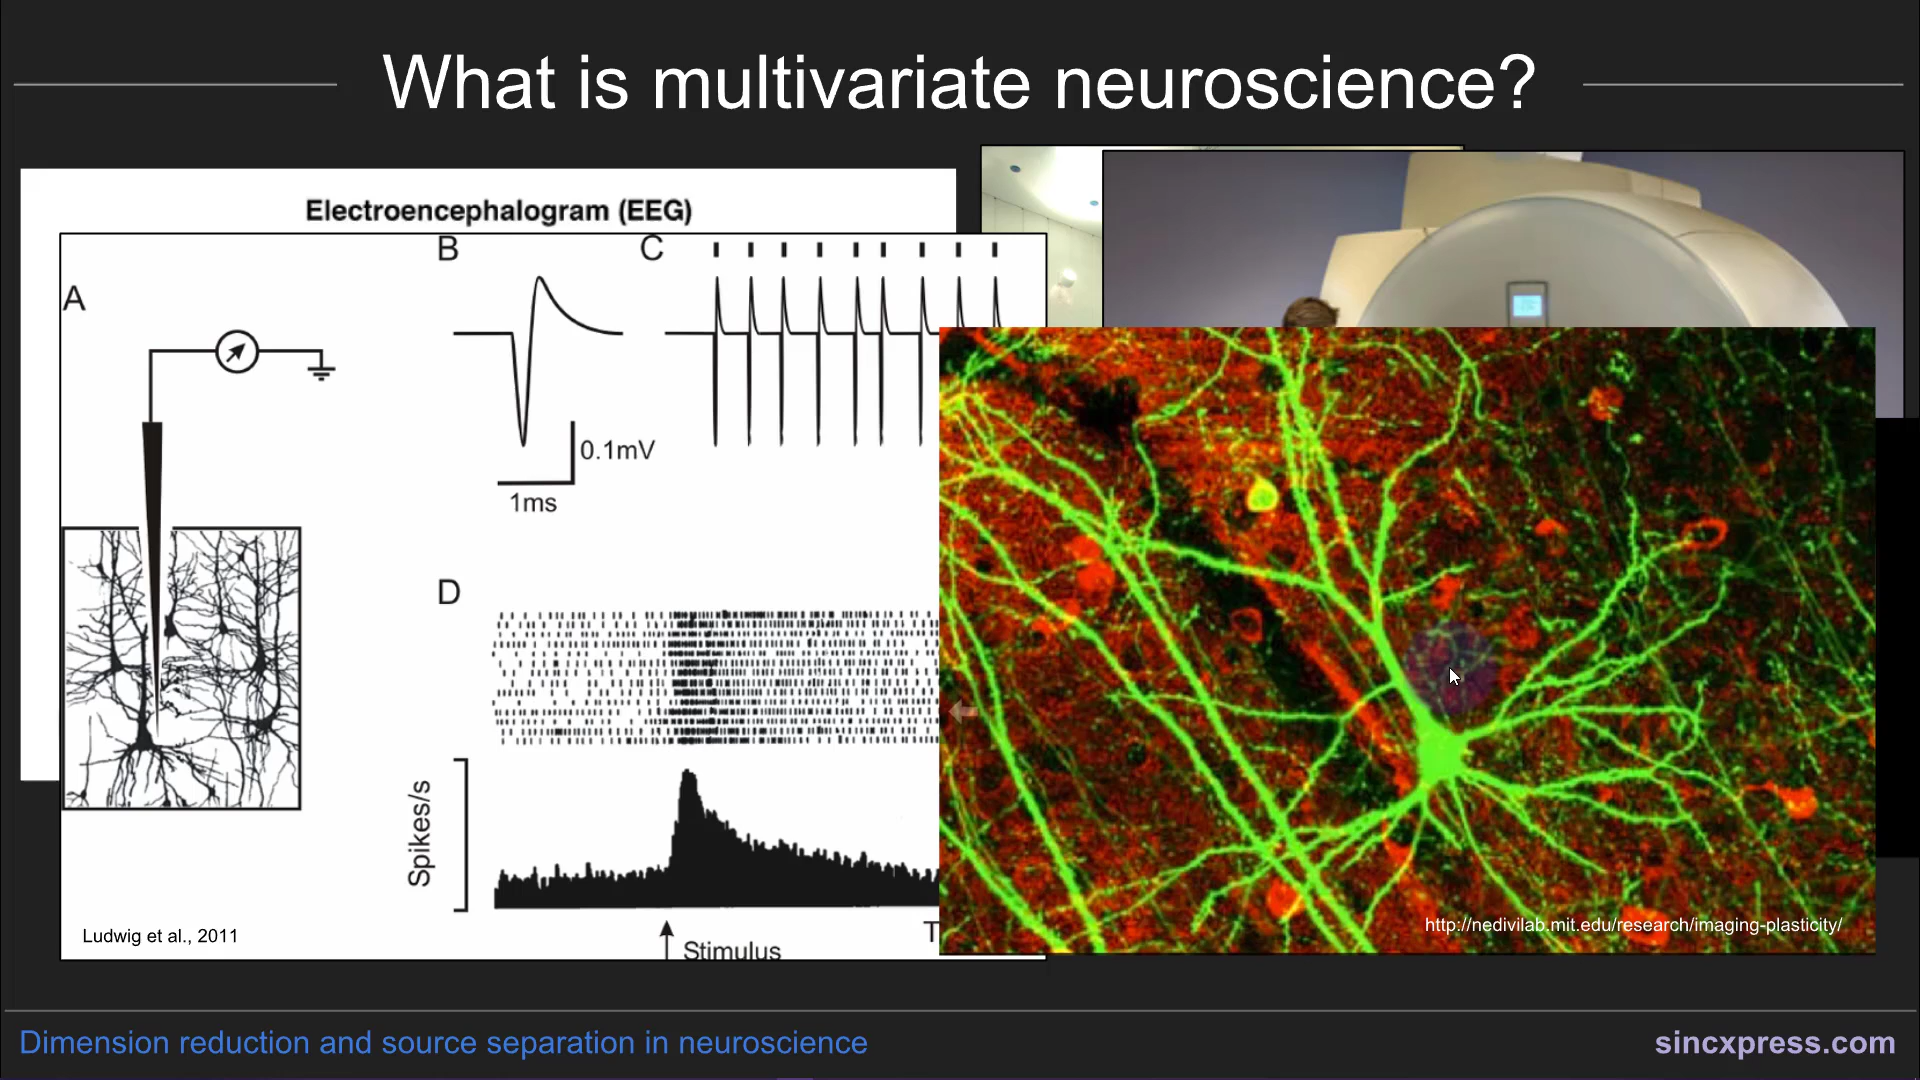 What is multivariate neuroscience?
Electroencephalogram (EEG)
A
B
C
0.1mV
1ms
D
Spikes/s
Stimulus
T
Ludwig et al., 2011
http://nedivilab.mit.edu/research/imaging-plasticity/
Dimension reduction and source separation in neuroscience
sincxpress.com